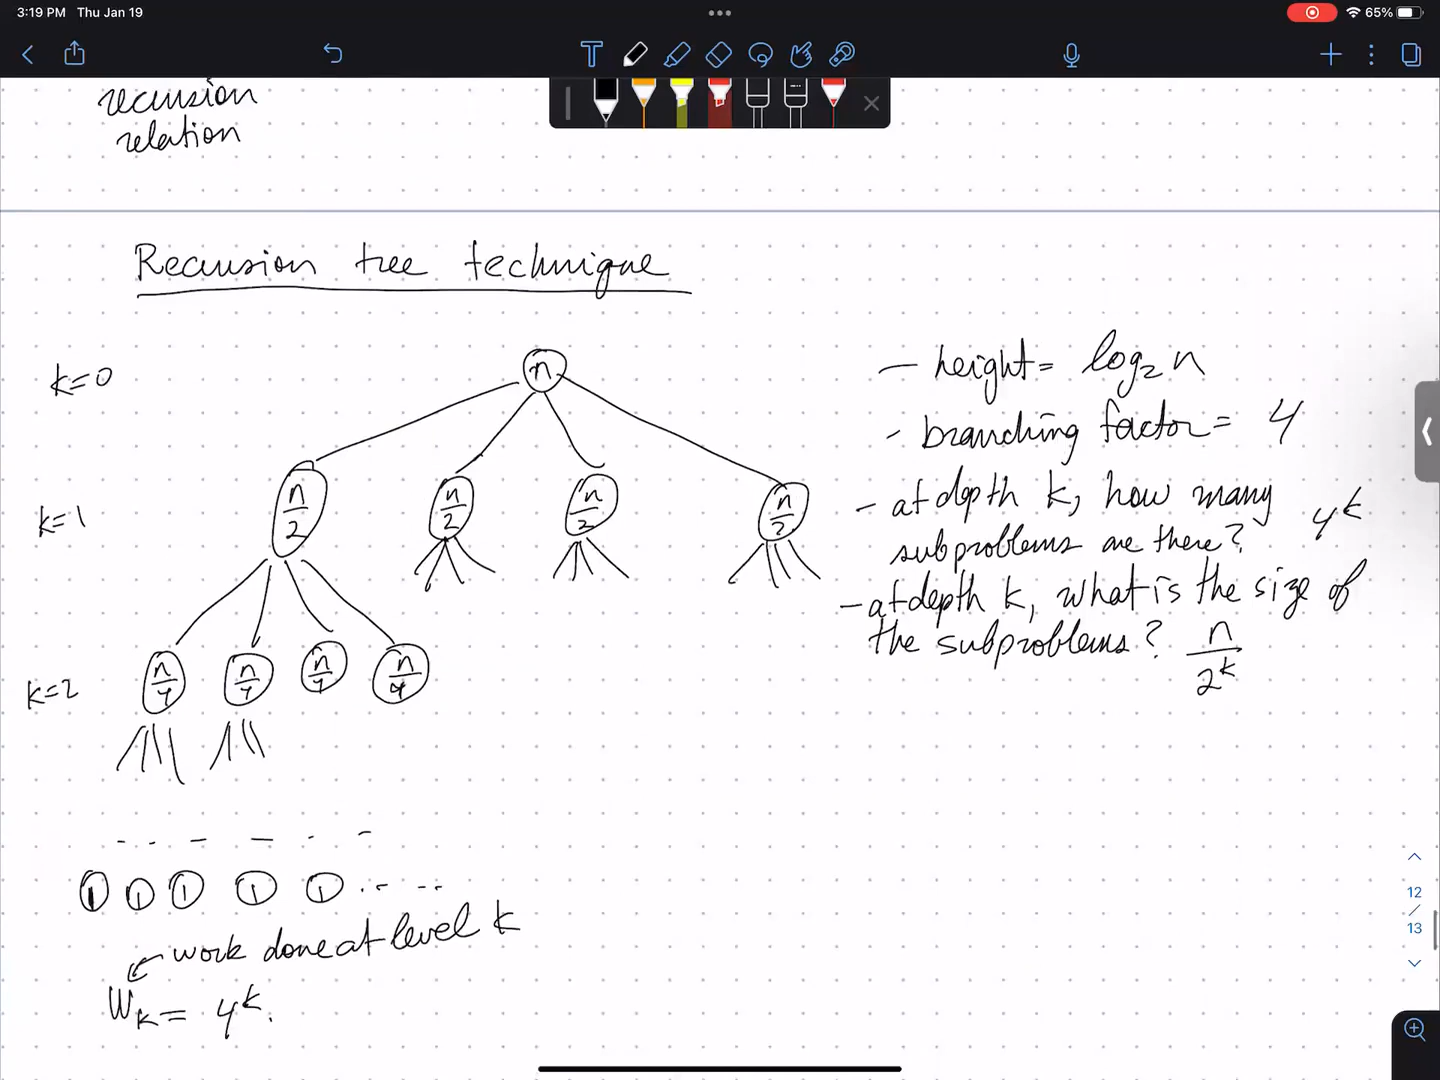 3:19 PM Thu Jan 19
65%
recursion
relation
Recursion tree technique
k=0
n
k=1
n/2 n/2 n/2 n/2
k=2
n/4 n/4 n/4 n/4
1 1 1 1 1 .. ..
work done at level k
W_k = 4^k.
- height = log_2 n
- branching factor = 4
- at depth k, how many
subproblems are there? 4^k
- at depth k, what is the size of
the subproblems? n/2^k
12
/
13